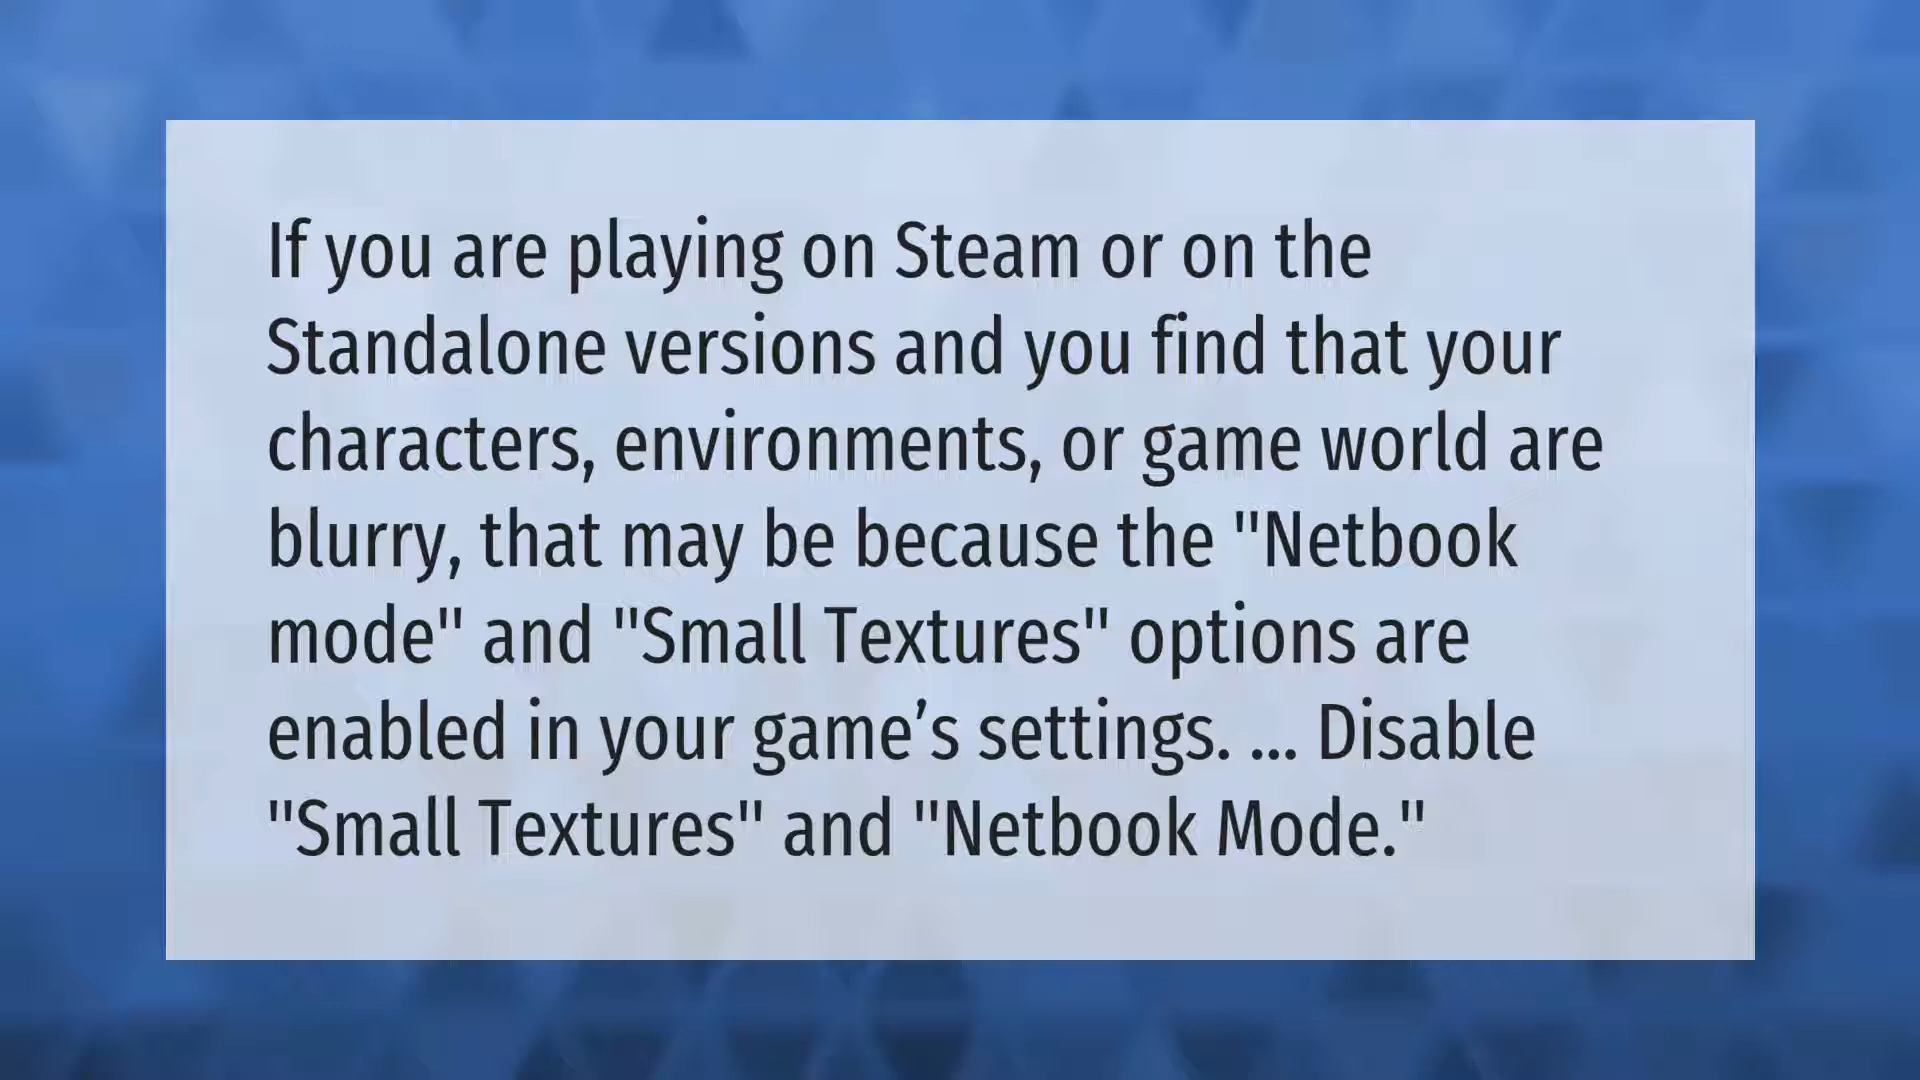 If you are playing on Steam or on the
Standalone versions and you find that your
characters, environments, or game world are
blurry, that may be because the "Netbook
mode" and "Small Textures" options are
enabled in your game’s settings. ... Disable
"Small Textures" and "Netbook Mode."